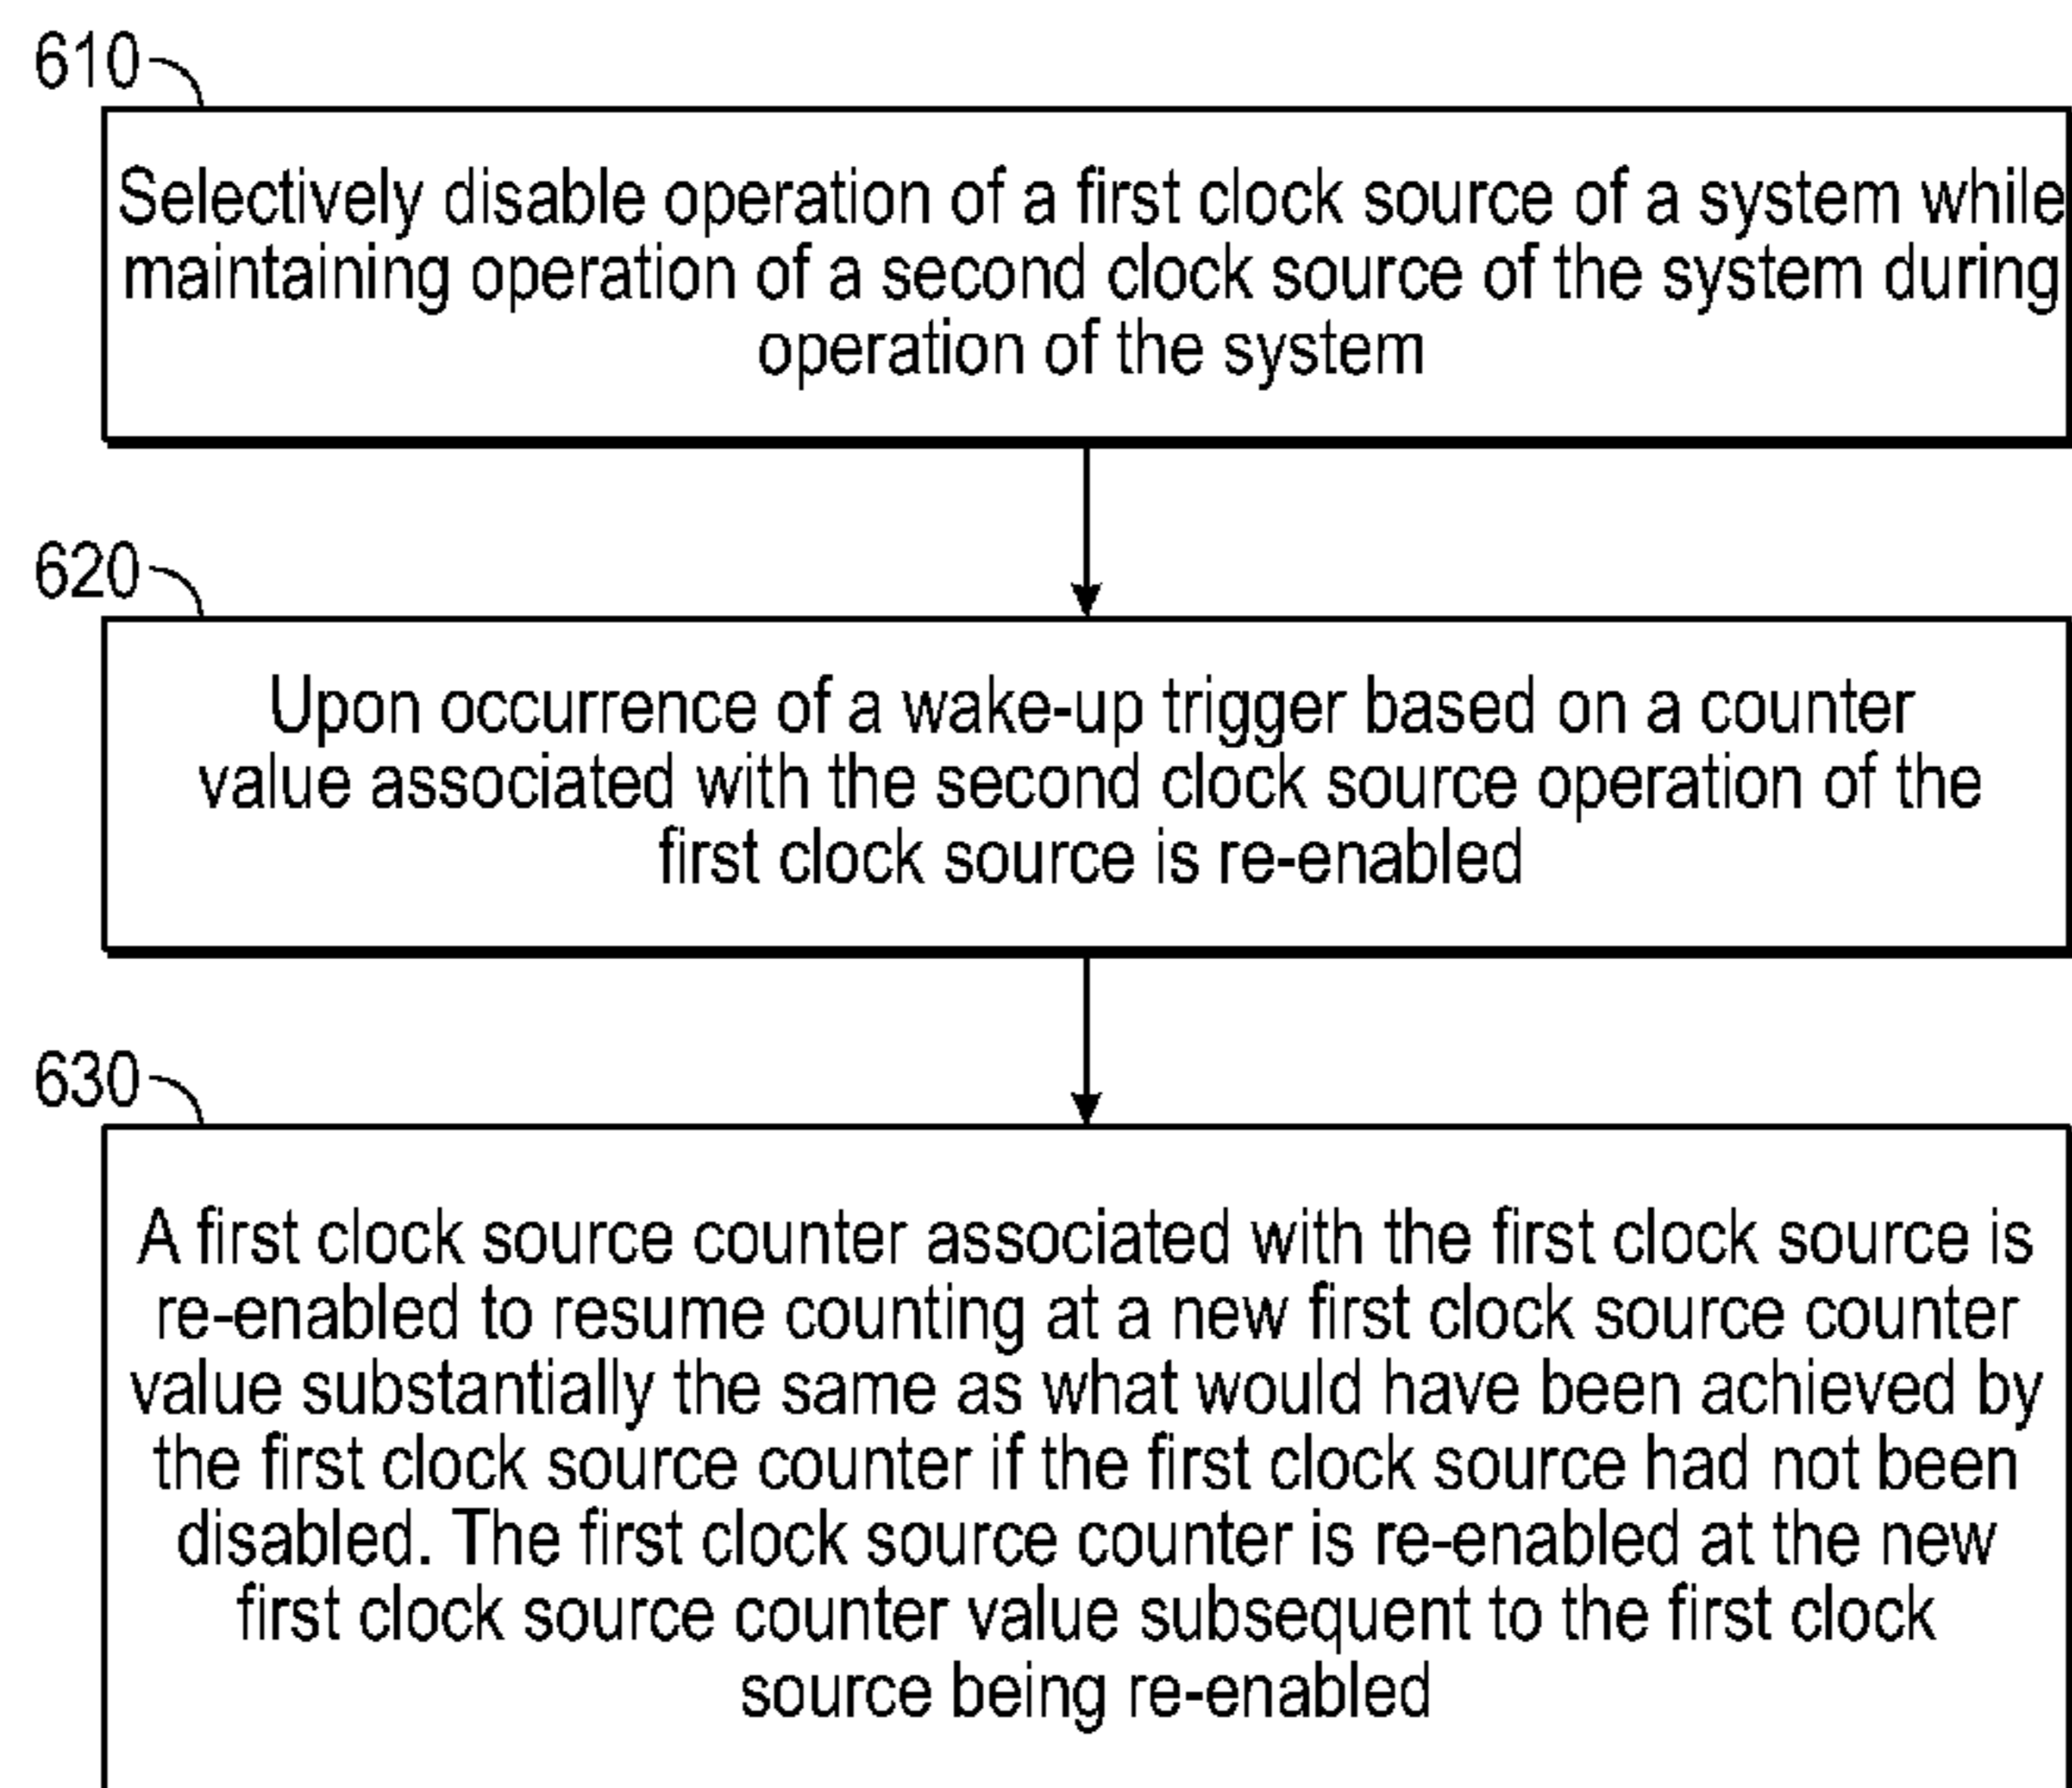 610
Selectively disable operation of a first clock source of a system while
maintaining operation of a second clock source of the system during
operation of the system
620
Upon occurrence of a wake-up trigger based on a counter
value associated with the second clock source operation of the
first clock source is re-enabled
630
A first clock source counter associated with the first clock source is
re-enabled to resume counting at a new first clock source counter
value substantially the same as what would have been achieved by
the first clock source counter if the first clock source had not been
disabled. The first clock source counter is re-enabled at the new
first clock source counter value subsequent to the first clock
source being re-enabled